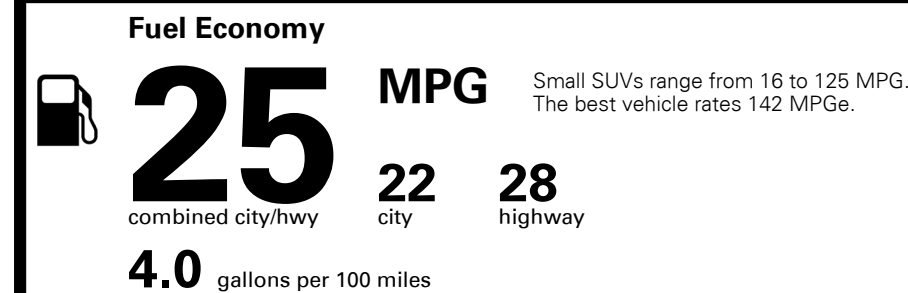 Fuel Economy
25
MPG
Small SUVs range from 16 to 125 MPG.
The best vehicle rates 142 MPGe.
combined city/hwy
22
city
28
highway
4.0 gallons per 100 miles